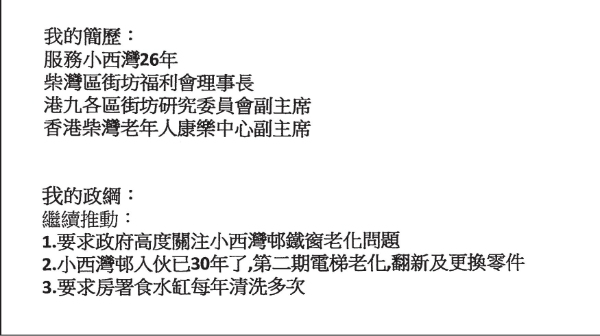 我的簡歷：
服務小西灣26年
柴灣區街坊福利會理事長
港九各區街坊研究委員會副主席
香港柴灣老年人康樂中心副主席
我的政綱：
繼續推動：
1.要求政府高度關注小西灣邨鐵窗老化問題
2.小西灣邨入伙已30年了,第二期電梯老化,翻新及更換零件
3.要求房署食水缸每年清洗多次